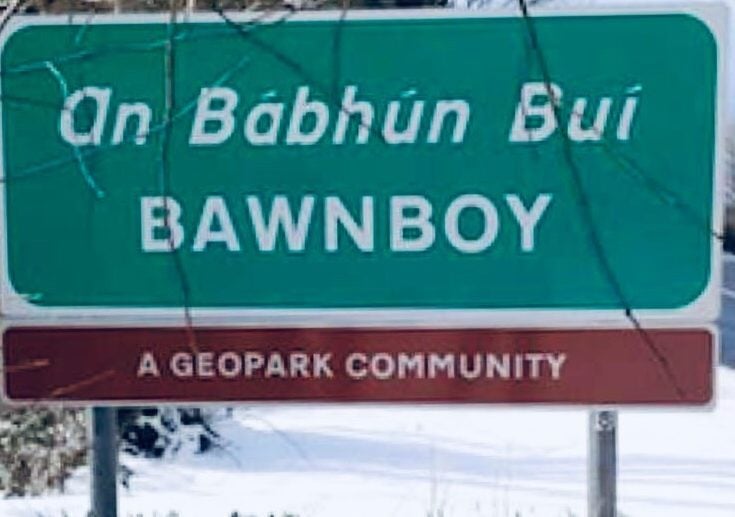 An Bábhún Buí
BAWNBOY
A GEOPARK COMMUNITY